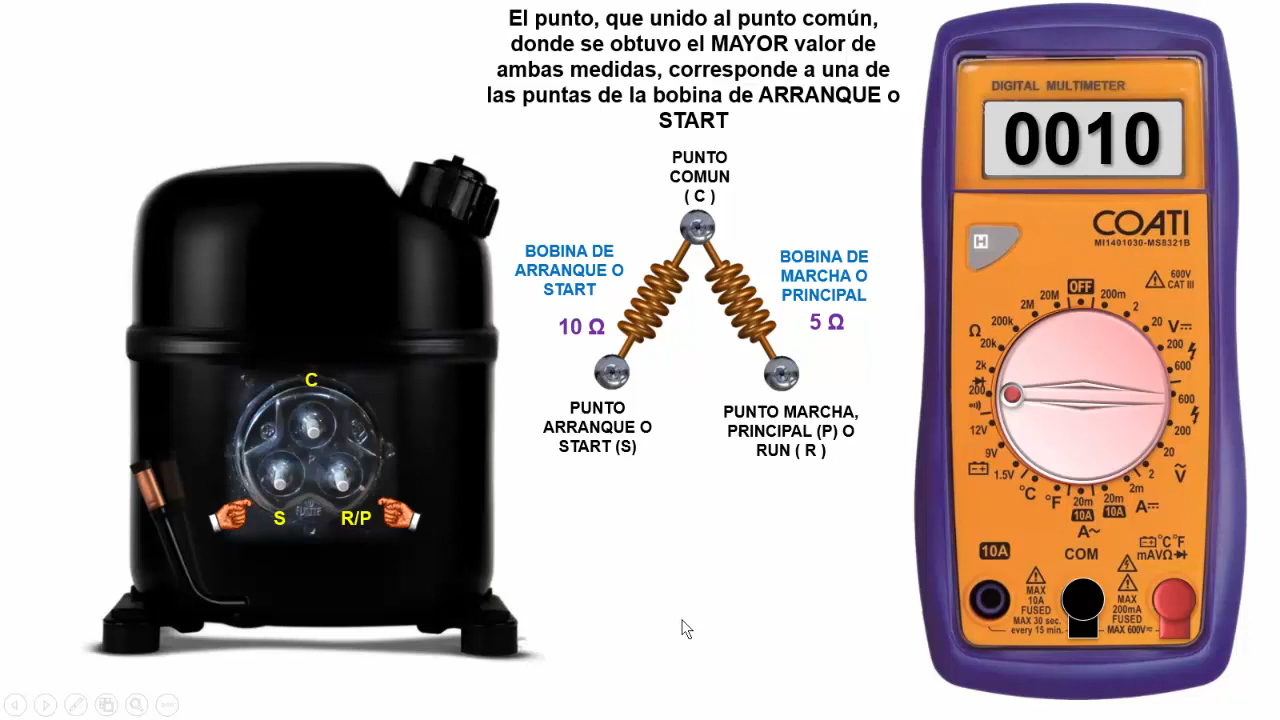 El punto, que unido al punto común,
donde se obtuvo el MAYOR valor de
ambas medidas, corresponde a una de
las puntas de la bobina de ARRANQUE o
START
PUNTO
COMUN
( C )
BOBINA DE
ARRANQUE O
START
10 Ω
BOBINA DE
MARCHA O
PRINCIPAL
5 Ω
PUNTO
ARRANQUE O
START (S)
PUNTO MARCHA,
PRINCIPAL (P) O
RUN ( R )
C
S
R/P
DIGITAL MULTIMETER
0010
COATI
MI1401030-MS8321B
H
600V
CAT III
OFF
20M
200m
2M
2
200k
20
Ω
V
20k
200
2k
600
200
600
12V
200
9V
20
1.5V
2
V
°C
°F
20m
10A
20m
10A
2m
A
A~
10A
COM
°C°F
mAVΩ
MAX
10A
FUSED
MAX 30 sec.
every 15 min.
MAX
200mA
FUSED
MAX 600V